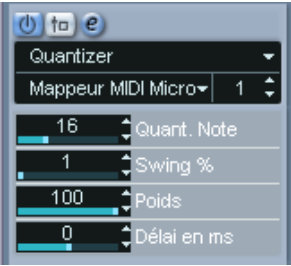 e
Quantizer
Mappeur MIDI Micro 1
16 Quant. Note
1 Swing %
100 Poids
0 Délai en ms